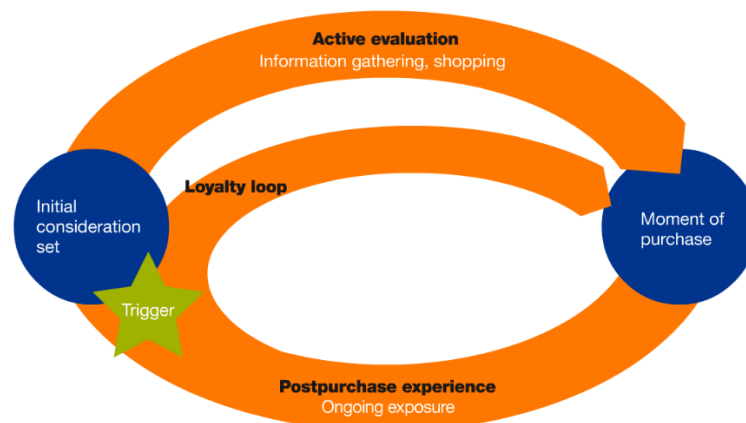 Active evaluation
Information gathering, shopping
Loyalty loop
Initial
consideration
set
Moment of
purchase
Trigger
Postpurchase experience
Ongoing exposure